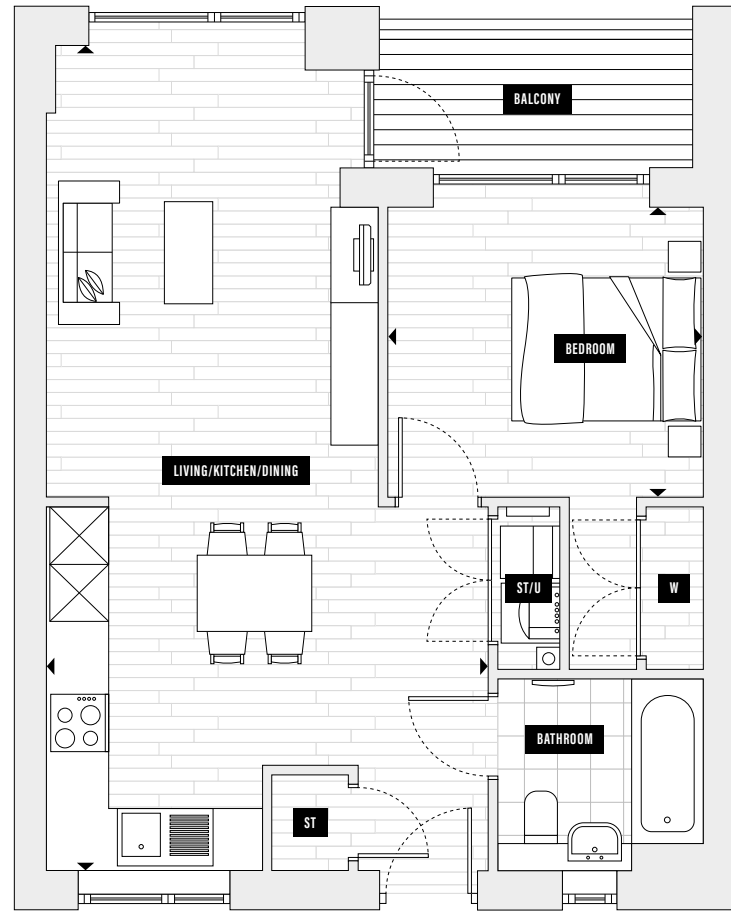 BALCONY
BEDROOM
LIVING/KITCHEN/DINING
ST/U
W
BATHROOM
ST